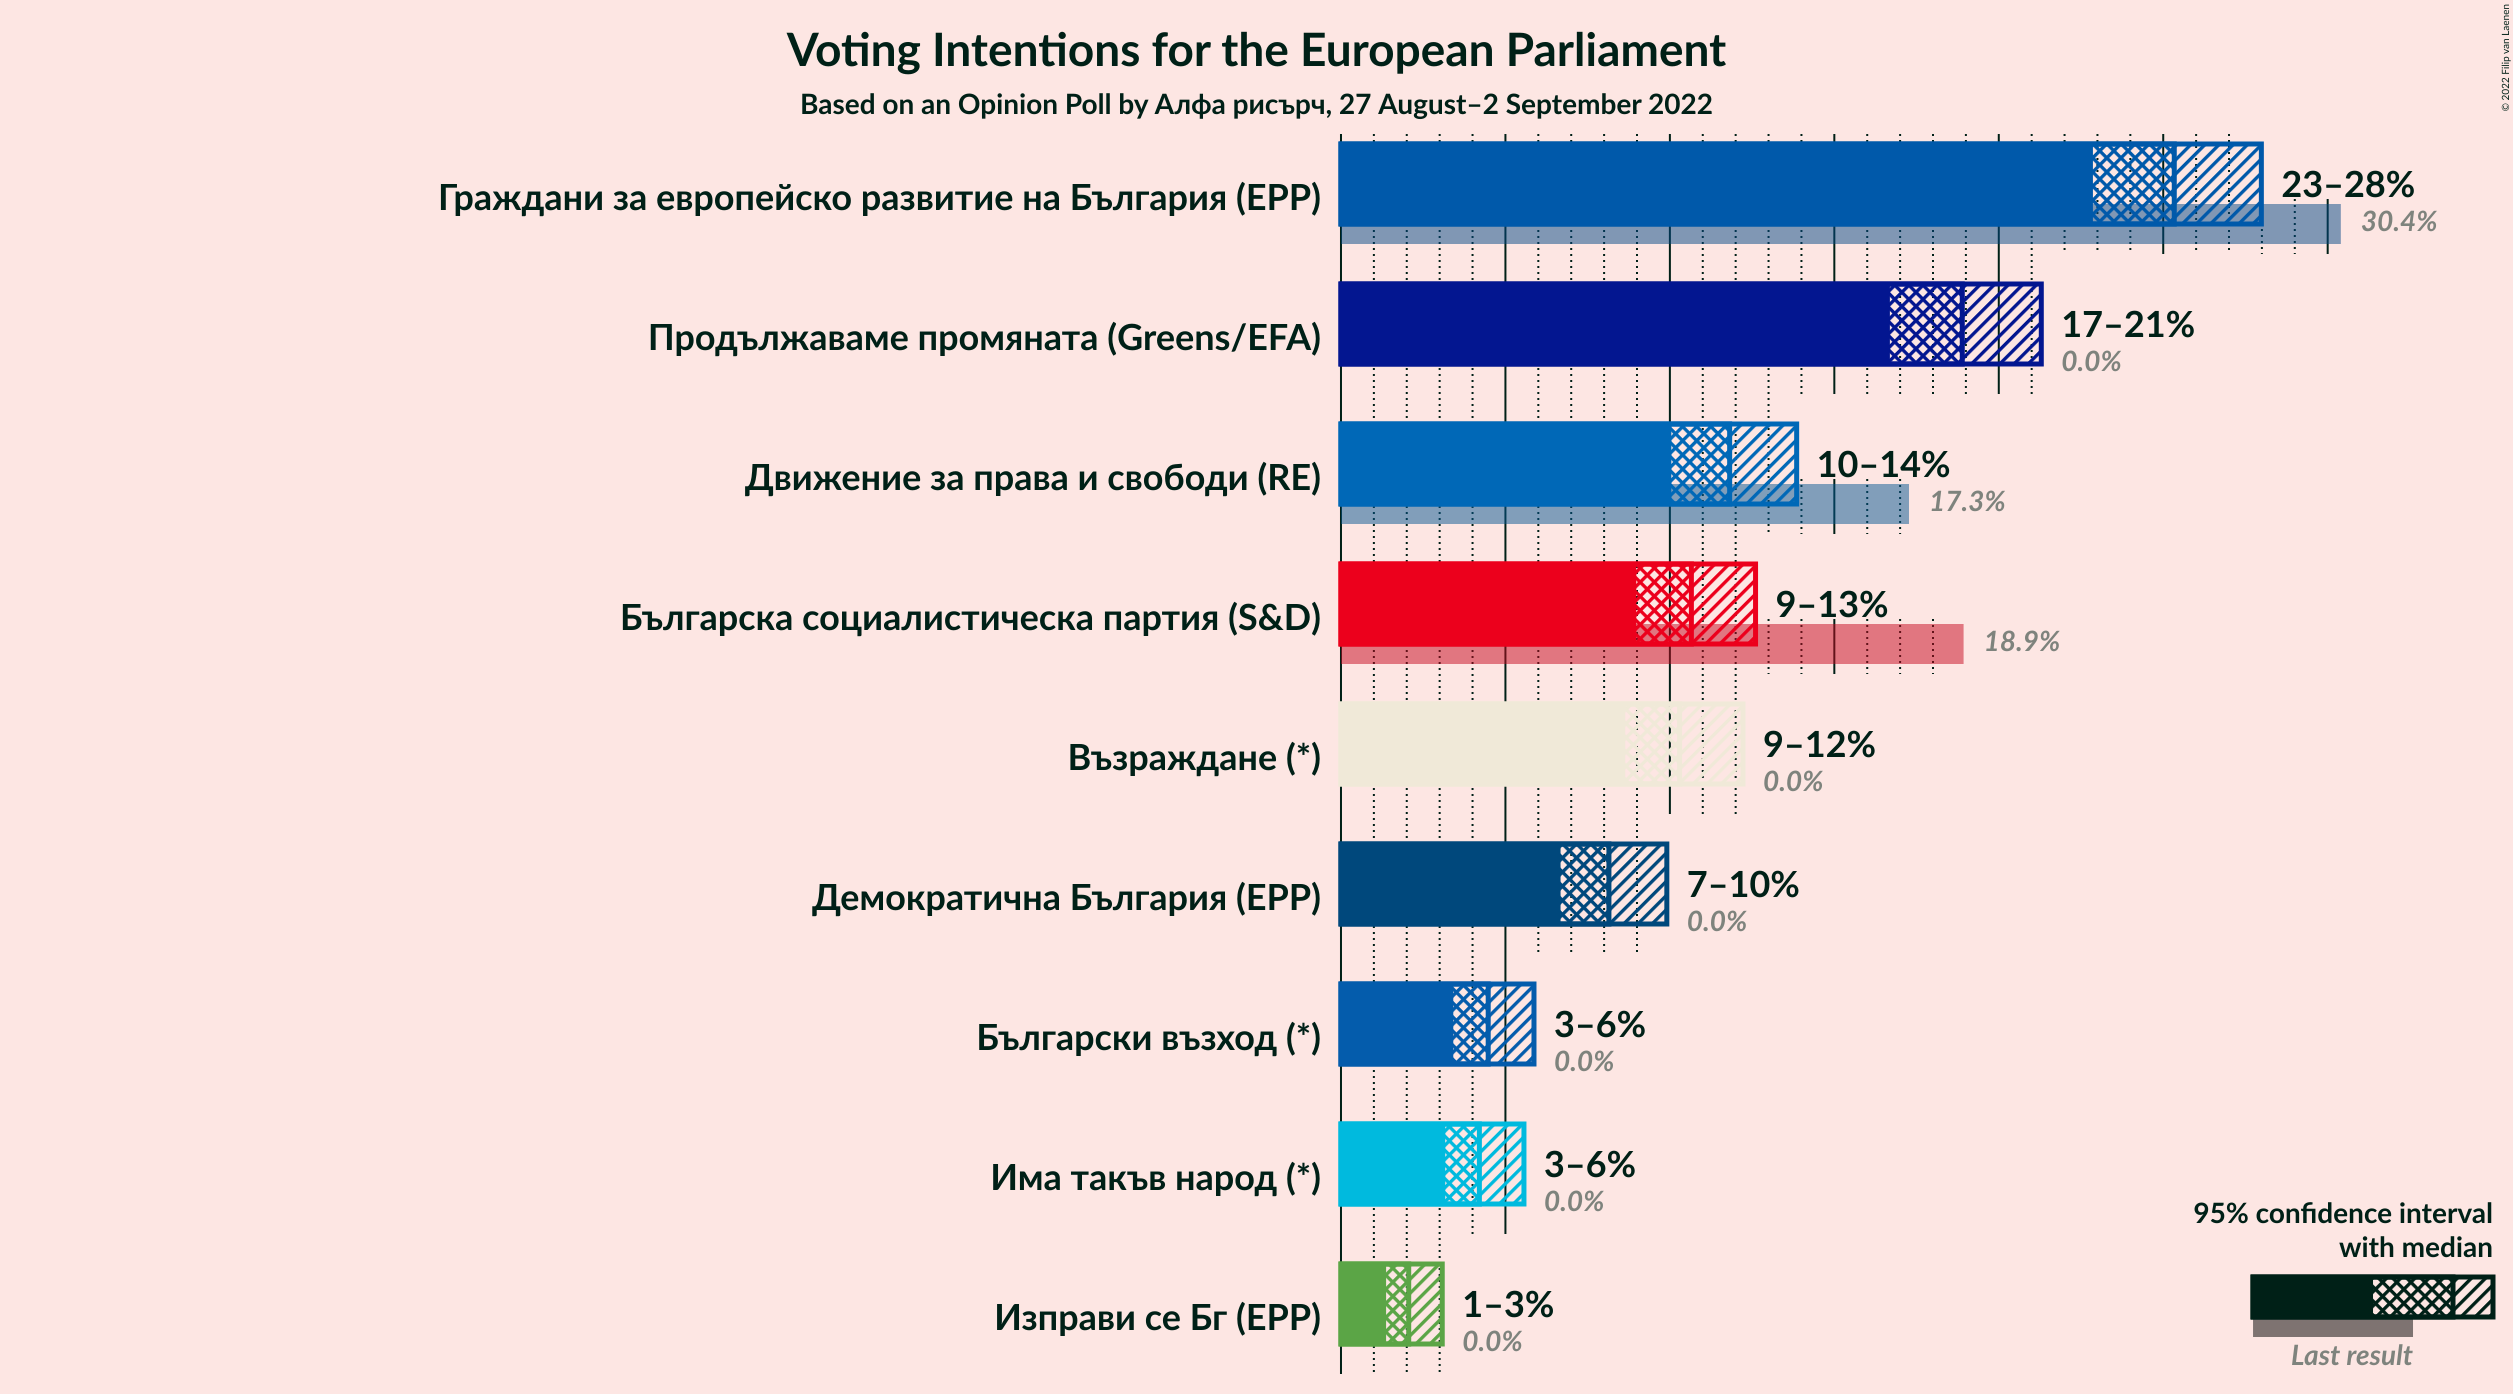 Voting Intentions for the European Parliament
Based on an Opinion Poll by Алфа рисърч, 27 August–2 September 2022
© 2022 Filip van Laenen
Граждани за европейско развитие на България (EPP)
23–28%
30.4%
Продължаваме промяната (Greens/EFA)
17–21%
0.0%
Движение за права и свободи (RE)
10–14%
17.3%
Българска социалистическа партия (S&D)
9–13%
18.9%
Възраждане (*)
9–12%
0.0%
Демократична България (EPP)
7–10%
0.0%
Български възход (*)
3–6%
0.0%
Има такъв народ (*)
3–6%
0.0%
Изправи се Бг (EPP)
1–3%
0.0%
95% confidence interval
with median
Last result